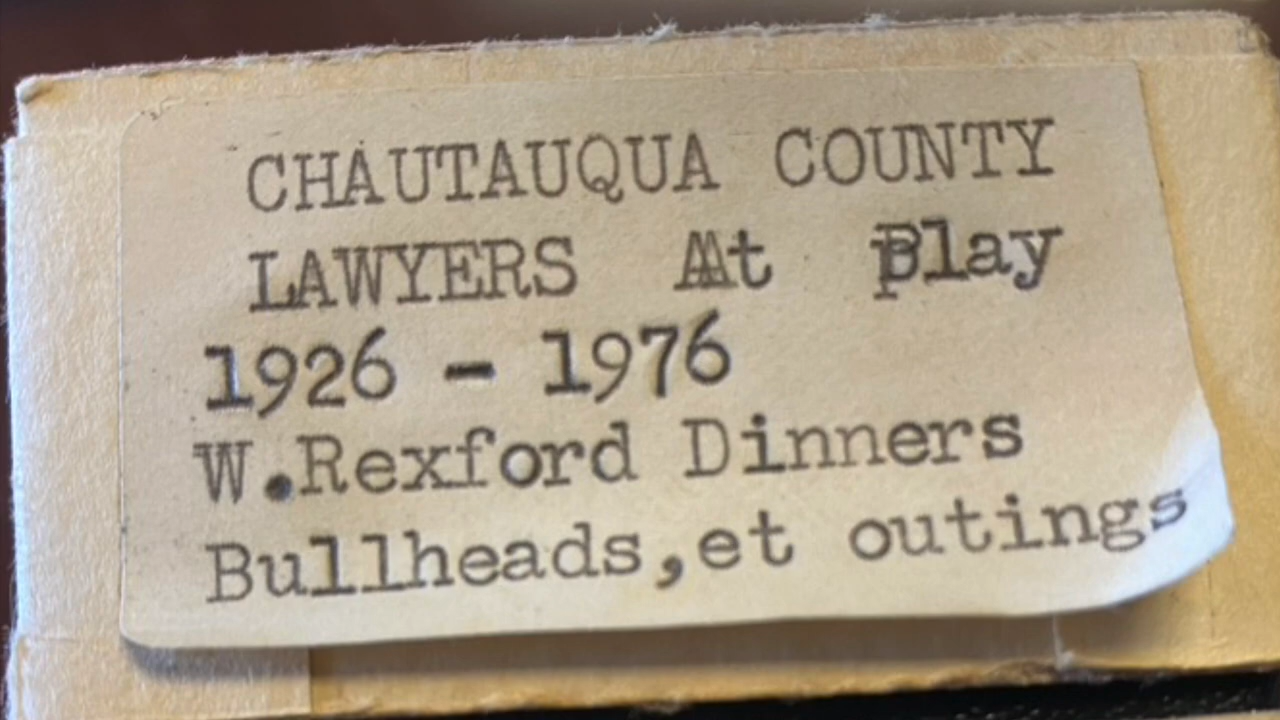 CHAUTAUQUA COUNTY
LAWYERS At Play
1926 - 1976
W.Rexford Dinners
Bullheads,et outings